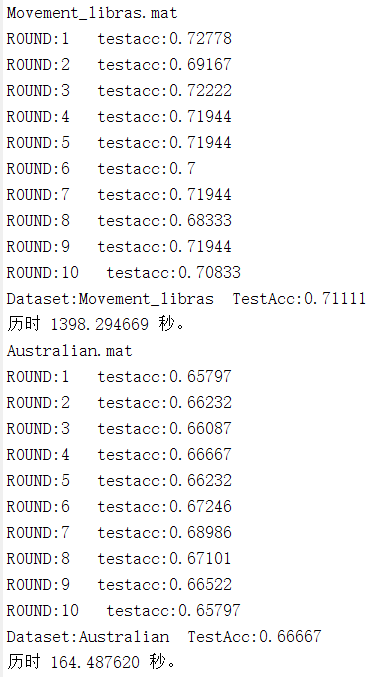 Movement_libras.mat
ROUND:1   testacc:0.72778
ROUND:2   testacc:0.69167
ROUND:3   testacc:0.72222
ROUND:4   testacc:0.71944
ROUND:5   testacc:0.71944
ROUND:6   testacc:0.7
ROUND:7   testacc:0.71944
ROUND:8   testacc:0.68333
ROUND:9   testacc:0.71944
ROUND:10   testacc:0.70833
Dataset:Movement_libras  TestAcc:0.71111
历时 1398.294669 秒。
Australian.mat
ROUND:1   testacc:0.65797
ROUND:2   testacc:0.66232
ROUND:3   testacc:0.66087
ROUND:4   testacc:0.66667
ROUND:5   testacc:0.66232
ROUND:6   testacc:0.67246
ROUND:7   testacc:0.68986
ROUND:8   testacc:0.67101
ROUND:9   testacc:0.66522
ROUND:10   testacc:0.65797
Dataset:Australian  TestAcc:0.66667
历时 164.487620 秒。